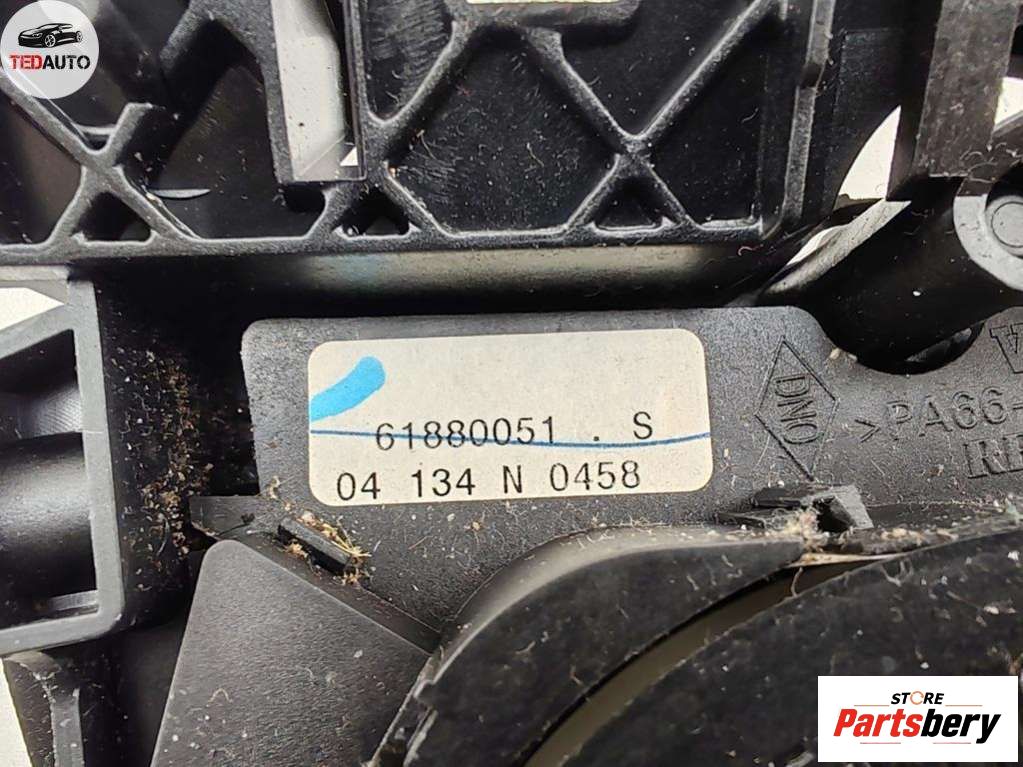 TEDAUTO
61880051 . S
04 134 N 0458
DNO
>PA66-
STORE
Partsbery